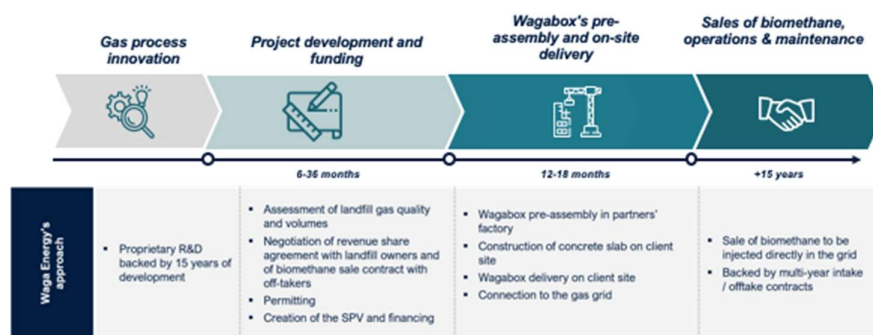 Gas process
innovation
Project development and
funding
Wagabox's pre-
assembly and on-site
delivery
Sales of biomethane,
operations & maintenance
6-36 months
12-18 months
+15 years
Waga Energy's
approach
▪ Proprietary R&D
backed by 15 years of
development
▪ Assessment of landfill gas quality
and volumes
▪ Negotiation of revenue share
agreement with landfill owners and
of biomethane sale contract with
off-takers
▪ Permitting
▪ Creation of the SPV and financing
▪ Wagabox pre-assembly in partners'
factory
▪ Construction of concrete slab on client
site
▪ Wagabox delivery on client site
▪ Connection to the gas grid
▪ Sale of biomethane to be
injected directly in the grid
▪ Backed by multi-year intake
/ offtake contracts